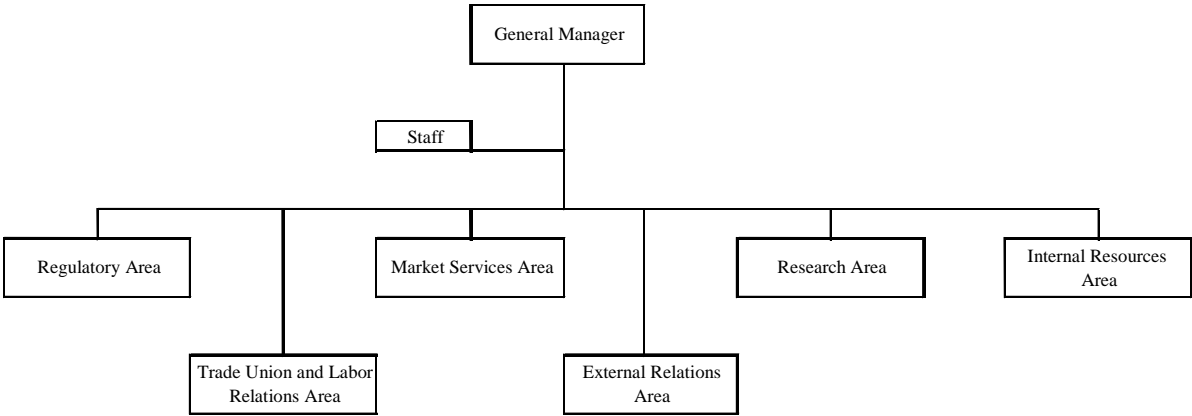 General Manager
Staff
Regulatory Area
Market Services Area
Research Area
Internal Resources
Area
Trade Union and Labor
Relations Area
External Relations
Area